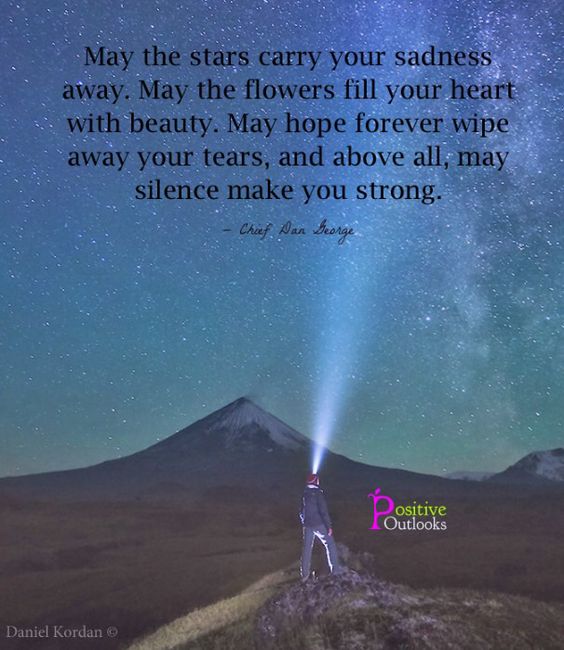 May the stars carry your sadness
away. May the flowers fill your heart
with beauty. May hope forever wipe
away your tears, and above all, may
silence make you strong.
– Chief Dan George
Positive
Outlooks
Daniel Kordan ©